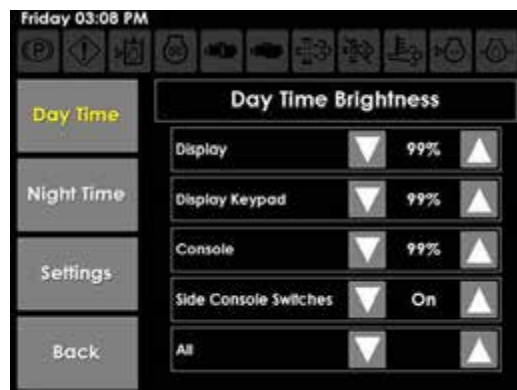 Friday 03:08 PM
Day Time
Day Time Brightness
Display 99%
Display Keypad 99%
Night Time
Console 99%
Settings
Side Console Switches On
All
Back